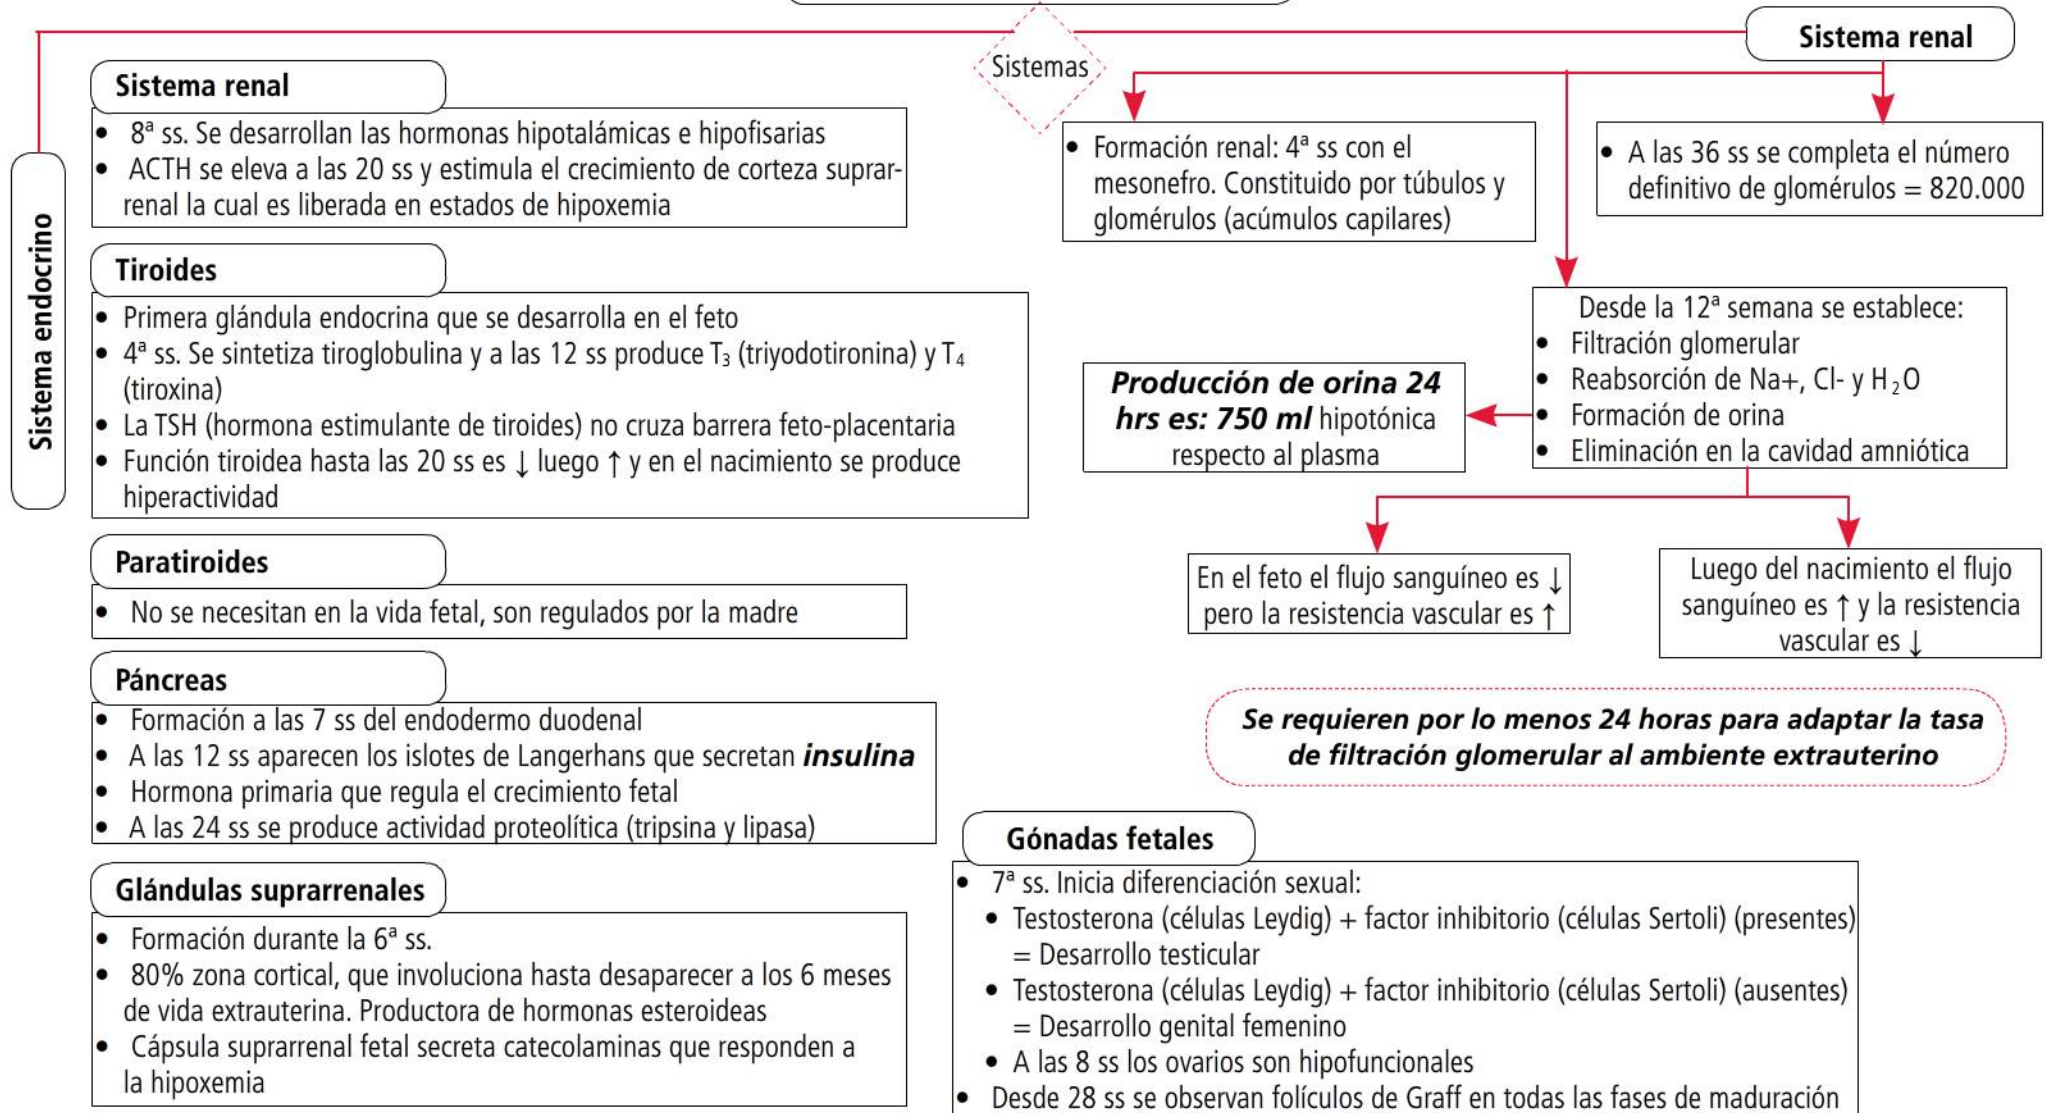 Sistemas
Sistema renal
Sistema endocrino
Sistema renal
• 8ª ss. Se desarrollan las hormonas hipotalámicas e hipofisarias
• ACTH se eleva a las 20 ss y estimula el crecimiento de corteza suprar-
renal la cual es liberada en estados de hipoxemia
Tiroides
• Primera glándula endocrina que se desarrolla en el feto
• 4ª ss. Se sintetiza tiroglobulina y a las 12 ss produce T₃ (triyodotironina) y T₄
(tiroxina)
• La TSH (hormona estimulante de tiroides) no cruza barrera feto-placentaria
• Función tiroidea hasta las 20 ss es ↓ luego ↑ y en el nacimiento se produce
hiperactividad
Paratiroides
• No se necesitan en la vida fetal, son regulados por la madre
Páncreas
• Formación a las 7 ss del endodermo duodenal
• A las 12 ss aparecen los islotes de Langerhans que secretan insulina
• Hormona primaria que regula el crecimiento fetal
• A las 24 ss se produce actividad proteolítica (tripsina y lipasa)
Glándulas suprarrenales
• Formación durante la 6ª ss.
• 80% zona cortical, que involuciona hasta desaparecer a los 6 meses
de vida extrauterina. Productora de hormonas esteroideas
• Cápsula suprarrenal fetal secreta catecolaminas que responden a
la hipoxemia
• Formación renal: 4ª ss con el
mesonefro. Constituido por túbulos y
glomérulos (acúmulos capilares)
• A las 36 ss se completa el número
definitivo de glomérulos = 820.000
Desde la 12ª semana se establece:
• Filtración glomerular
• Reabsorción de Na+, Cl- y H₂O
• Formación de orina
• Eliminación en la cavidad amniótica
Producción de orina 24
hrs es: 750 ml hipotónica
respecto al plasma
En el feto el flujo sanguíneo es ↓
pero la resistencia vascular es ↑
Luego del nacimiento el flujo
sanguíneo es ↑ y la resistencia
vascular es ↓
Se requieren por lo menos 24 horas para adaptar la tasa
de filtración glomerular al ambiente extrauterino
Gónadas fetales
• 7ª ss. Inicia diferenciación sexual:
• Testosterona (células Leydig) + factor inhibitorio (células Sertoli) (presentes)
= Desarrollo testicular
• Testosterona (células Leydig) + factor inhibitorio (células Sertoli) (ausentes)
= Desarrollo genital femenino
• A las 8 ss los ovarios son hipofuncionales
• Desde 28 ss se observan folículos de Graff en todas las fases de maduración